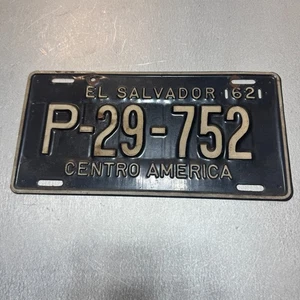 EL SALVADOR 62
P-29-752
CENTRO AMERICA